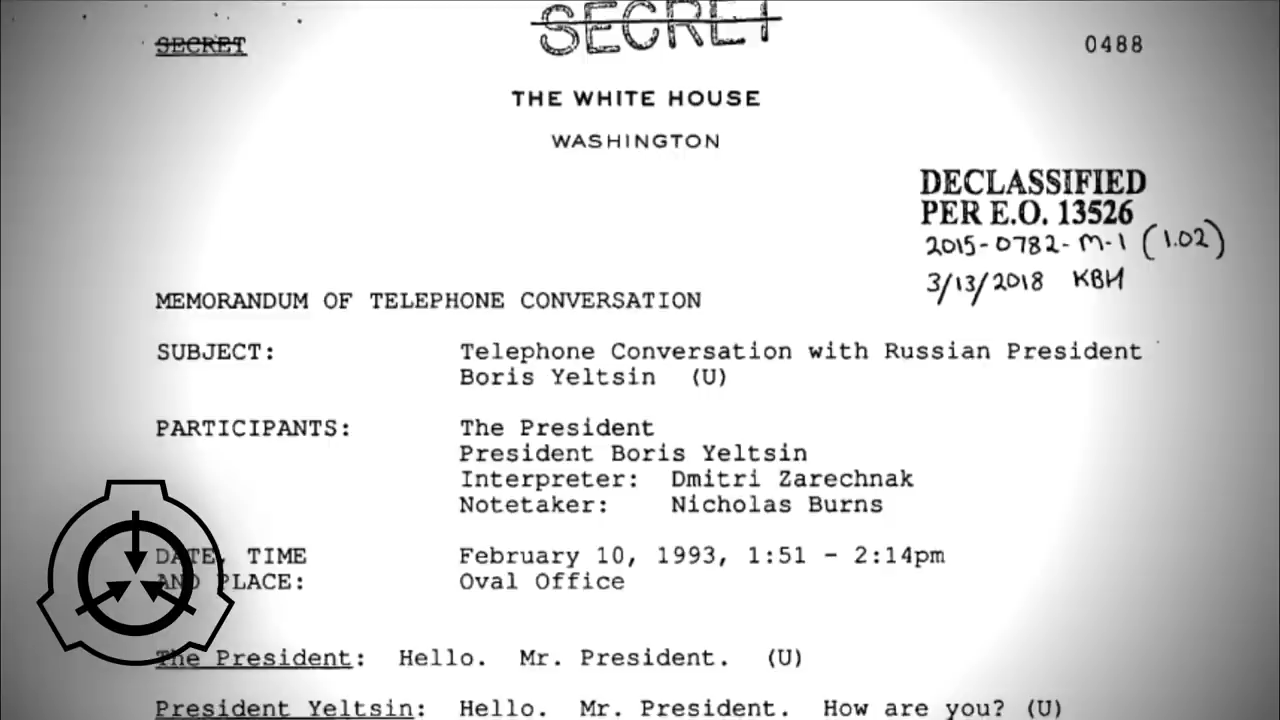 SECRET
SECRET
0488
THE WHITE HOUSE
WASHINGTON
DECLASSIFIED
PER E.O. 13526
2015-0782-M-1 (1.02)
3/13/2018 KBH
MEMORANDUM OF TELEPHONE CONVERSATION
SUBJECT: Telephone Conversation with Russian President
Boris Yeltsin (U)
PARTICIPANTS: The President
President Boris Yeltsin
Interpreter: Dmitri Zarechnak
Notetaker: Nicholas Burns
DATE, TIME February 10, 1993, 1:51 - 2:14pm
AND PLACE: Oval Office
The President: Hello. Mr. President. (U)
President Yeltsin: Hello. Mr. President. How are you? (U)